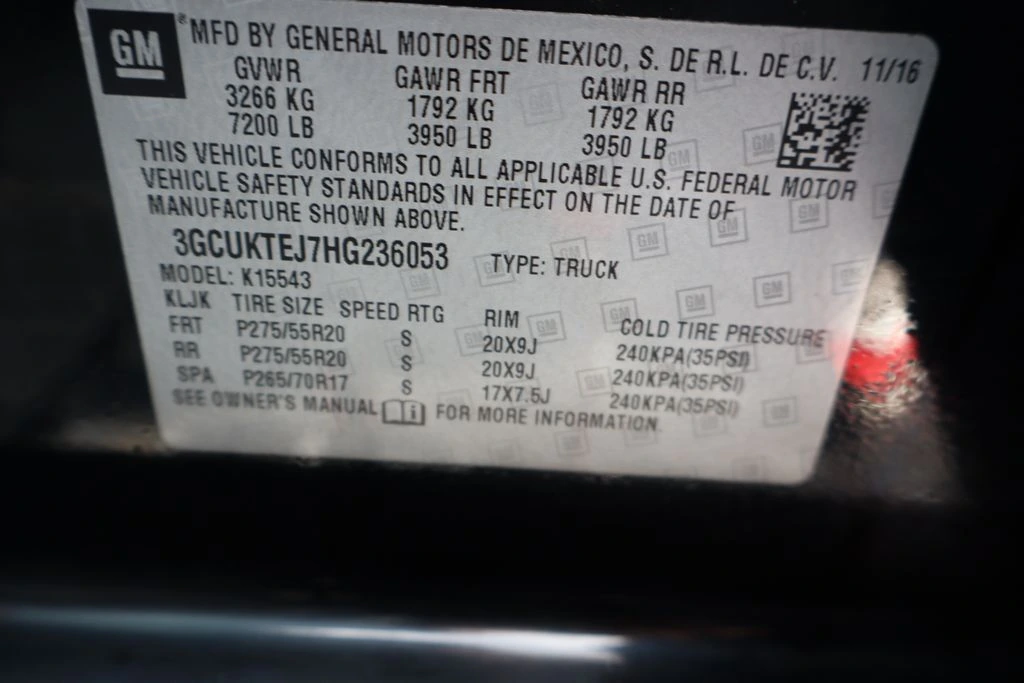 GM ® MFD BY GENERAL MOTORS DE MEXICO, S. DE R.L. DE C.V. 11/16
GVWR GAWR FRT GAWR RR
3266 KG 1792 KG 1792 KG
7200 LB 3950 LB 3950 LB
THIS VEHICLE CONFORMS TO ALL APPLICABLE U.S. FEDERAL MOTOR
VEHICLE SAFETY STANDARDS IN EFFECT ON THE DATE OF
MANUFACTURE SHOWN ABOVE.
3GCUKTEJ7HG236053 TYPE: TRUCK
MODEL: K15543
KLJK TIRE SIZE SPEED RTG RIM COLD TIRE PRESSURE
FRT P275/55R20 S 20X9J 240KPA(35PSI)
RR P275/55R20 S 20X9J 240KPA(35PSI)
SPA P265/70R17 S 17X7.5J 240KPA(35PSI)
SEE OWNER'S MANUAL FOR MORE INFORMATION.